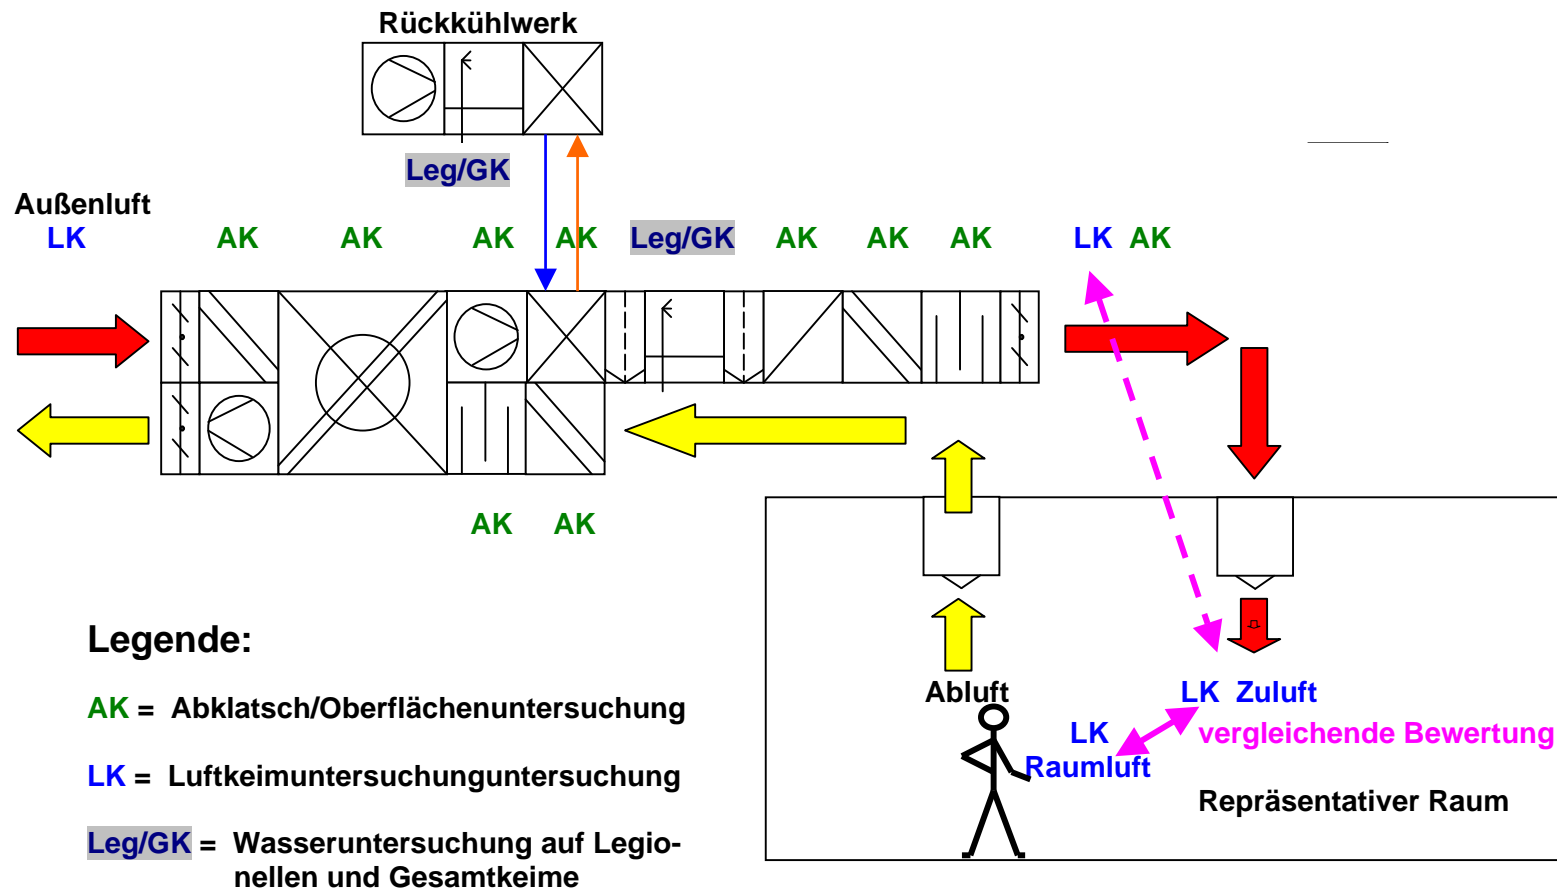 Rückkühlwerk
Leg/GK
Außenluft
LK AK AK AK AK Leg/GK AK AK AK LK AK
AK AK
Legende:
AK = Abklatsch/Oberflächenuntersuchung
LK = Luftkeimuntersuchunguntersuchung
Leg/GK = Wasseruntersuchung auf Legio-
nellen und Gesamtkeime
Abluft
LK Zuluft
LK
vergleichende Bewertung
Raumluft
Repräsentativer Raum